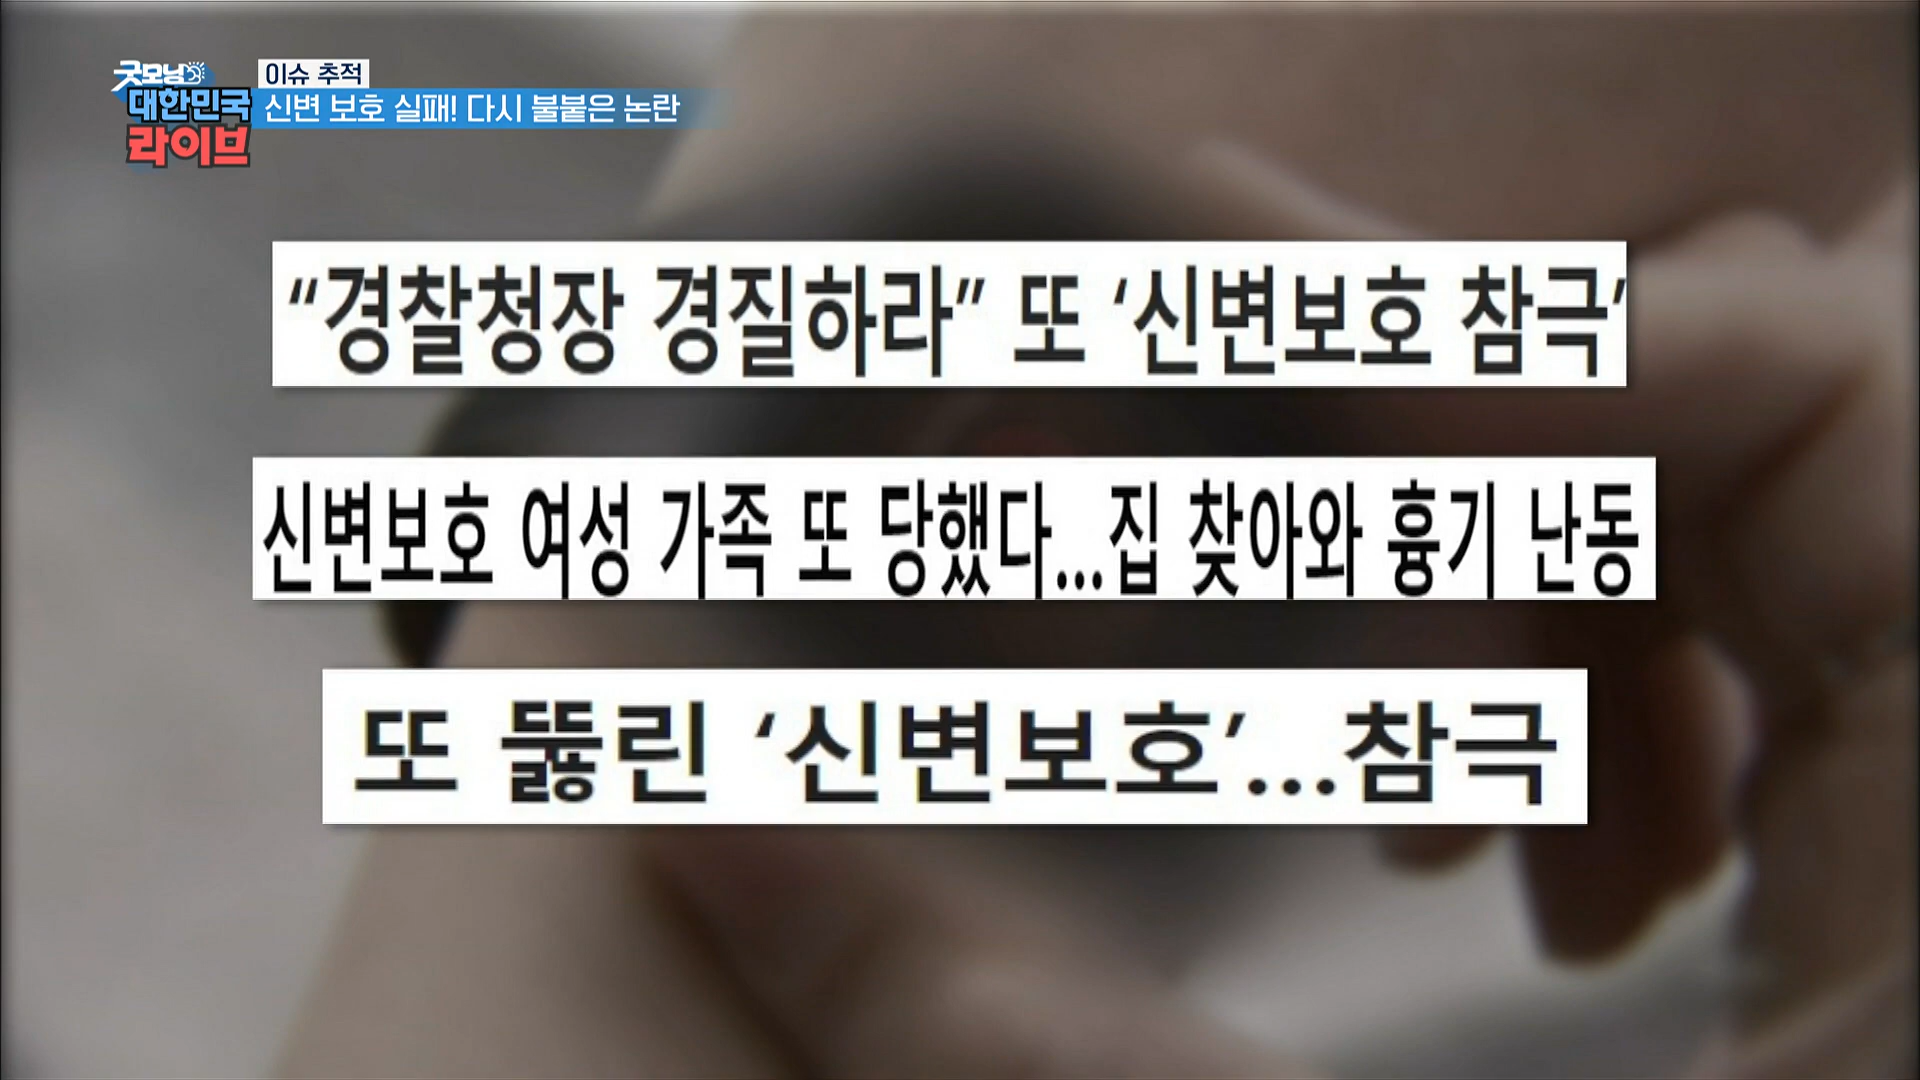 굿모닝
대한민국
라이브
이슈 추적
신변 보호 실패! 다시 불붙은 논란
“경찰청장 경질하라” 또 ‘신변보호 참극’
신변보호 여성 가족 또 당했다...집 찾아와 흉기 난동
또 뚫린 ‘신변보호’...참극